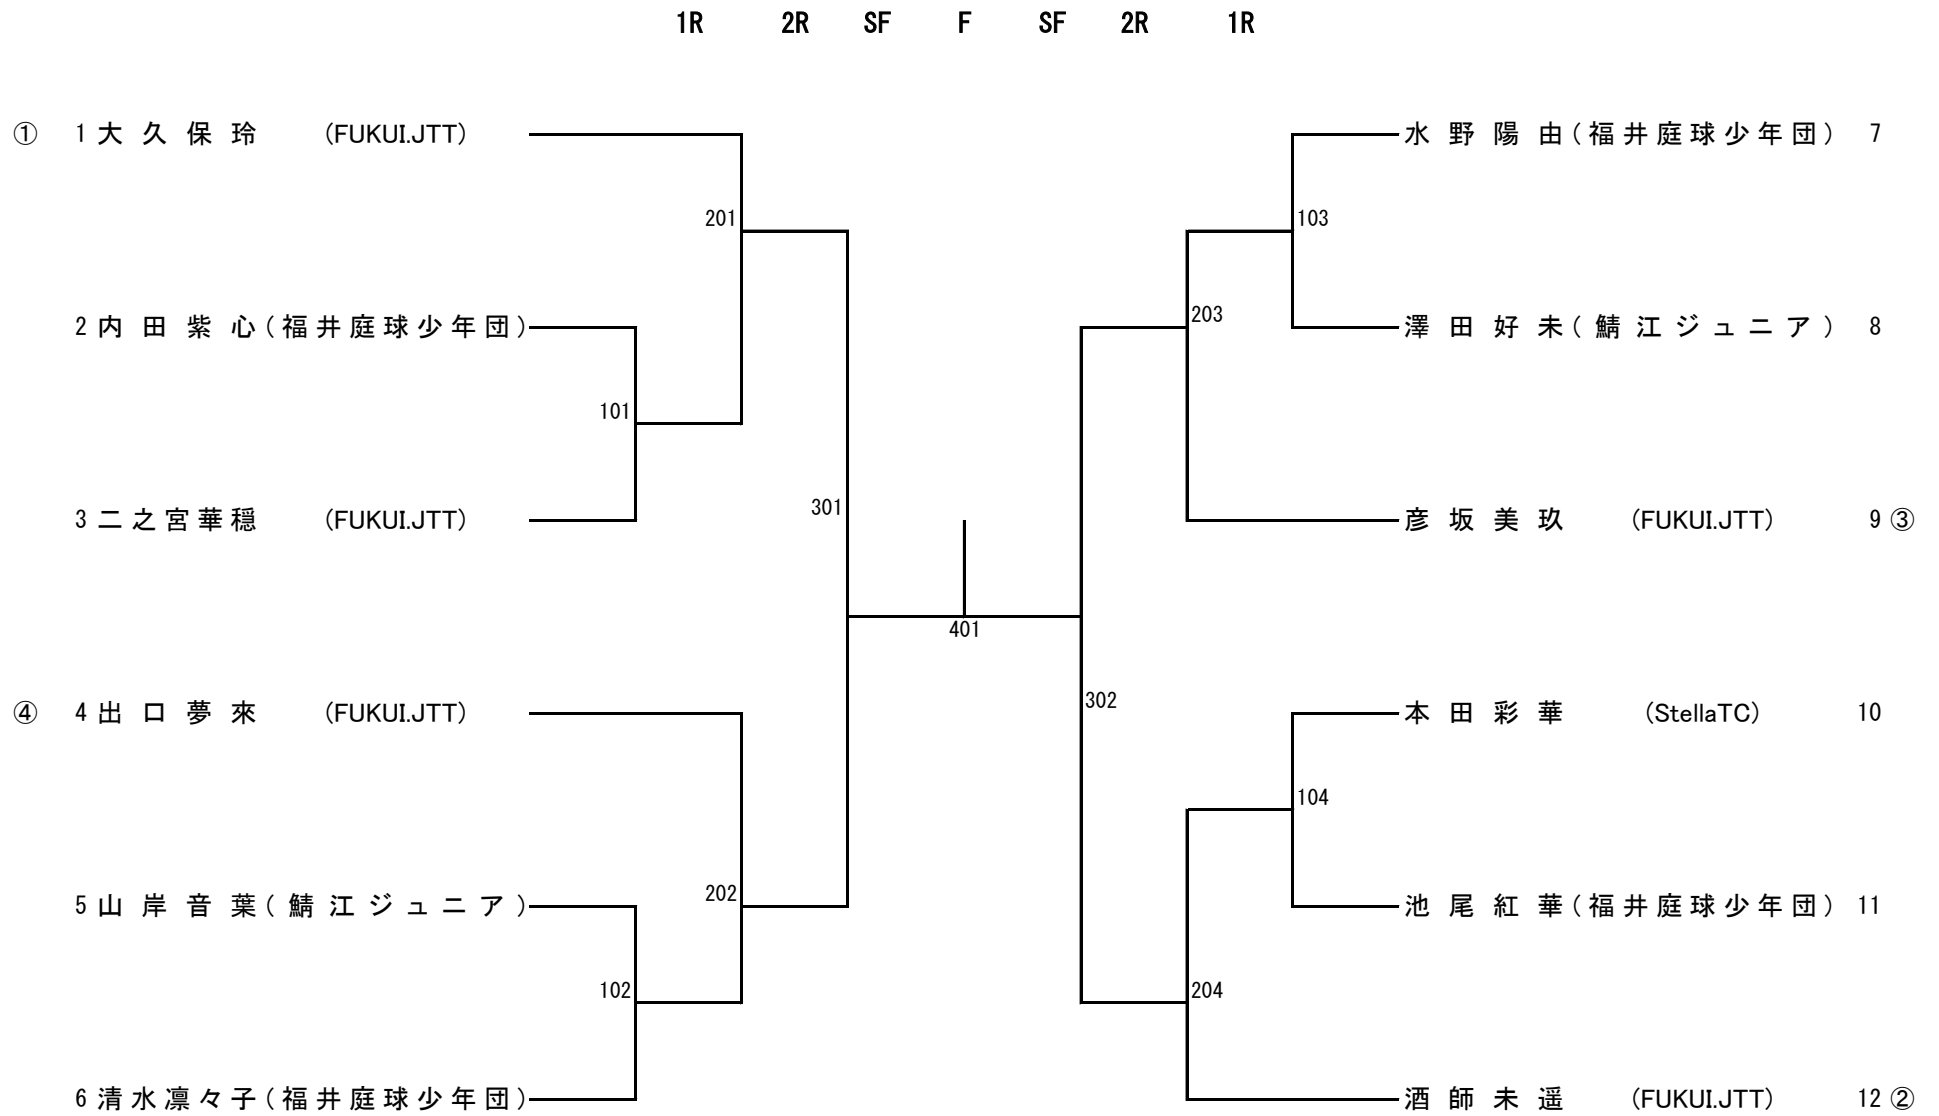 1R 2R SF F SF 2R 1R
① 1 大久保玲 (FUKUI.JTT) 水野陽由(福井庭球少年団) 7
201 103
2 内田紫心(福井庭球少年団) 203 澤田好未(鯖江ジュニア) 8
101
3 二之宮華穏 (FUKUI.JTT) 301 彦坂美玖 (FUKUI.JTT) 9 ③
401
④ 4 出口夢來 (FUKUI.JTT) 302 本田彩華 (StellaTC) 10
104
5 山岸音葉(鯖江ジュニア) 202 池尾紅華(福井庭球少年団) 11
102 204
6 清水凛々子(福井庭球少年団) 酒師未遥 (FUKUI.JTT) 12 ②